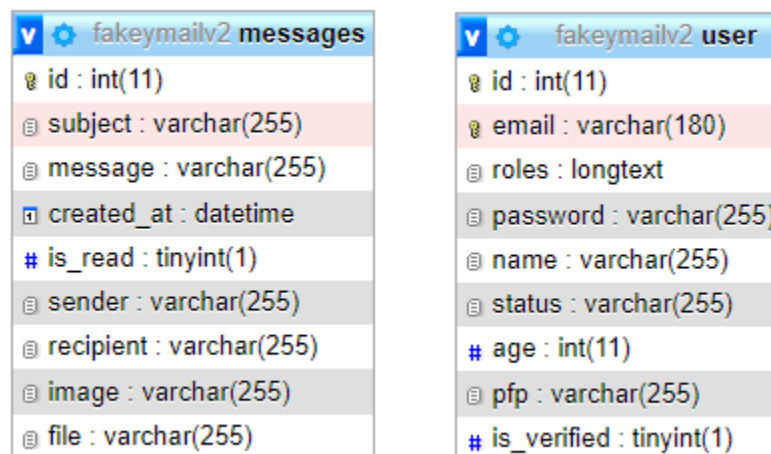 v fakeymailv2 messages
id : int(11)
subject : varchar(255)
message : varchar(255)
created_at : datetime
# is_read : tinyint(1)
sender : varchar(255)
recipient : varchar(255)
image : varchar(255)
file : varchar(255)
v fakeymailv2 user
id : int(11)
email : varchar(180)
roles : longtext
password : varchar(255)
name : varchar(255)
status : varchar(255)
# age : int(11)
pfp : varchar(255)
# is_verified : tinyint(1)